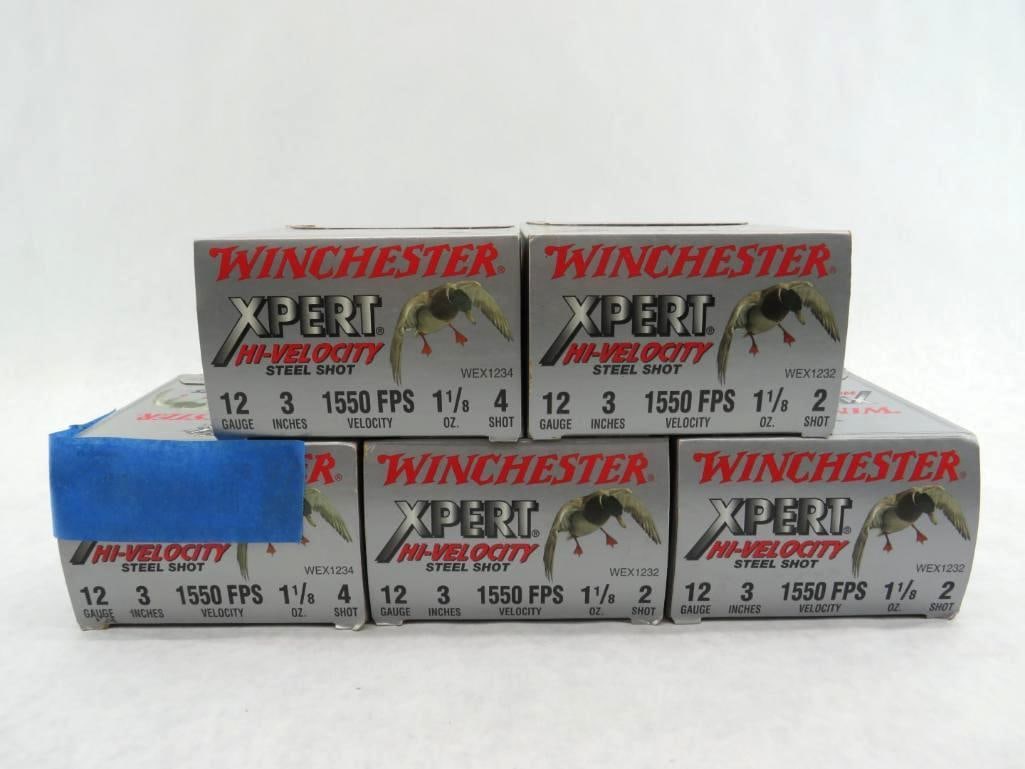 WINCHESTER®
XPERT®
HI-VELOCITY
STEEL SHOT
WEX1234
12 3 1550 FPS 1 1/8 4
GAUGE INCHES VELOCITY OZ. SHOT
WINCHESTER®
XPERT®
HI-VELOCITY
STEEL SHOT
WEX1232
12 3 1550 FPS 1 1/8 2
GAUGE INCHES VELOCITY OZ. SHOT
HI-VELOCITY
STEEL SHOT
WEX1234
12 3 1550 FPS 1 1/8 4
GAUGE INCHES VELOCITY OZ. SHOT
WINCHESTER®
XPERT®
HI-VELOCITY
STEEL SHOT
WEX1232
12 3 1550 FPS 1 1/8 2
GAUGE INCHES VELOCITY OZ. SHOT
WINCHESTER®
XPERT®
HI-VELOCITY
STEEL SHOT
WEX1232
12 3 1550 FPS 1 1/8 2
GAUGE INCHES VELOCITY OZ. SHOT